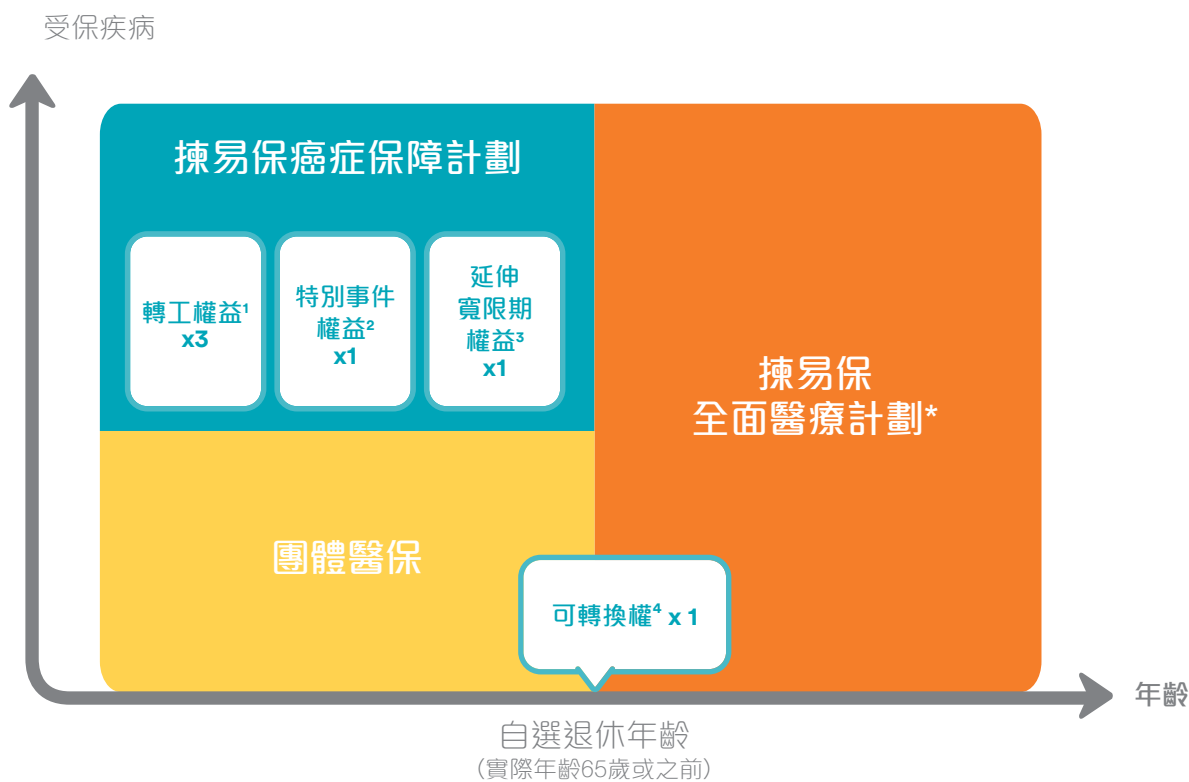 受保疾病
揀易保癌症保障計劃
轉工權益¹
x3
特別事件
權益²
x1
延伸
寬限期
權益³
x1
揀易保
全面醫療計劃*
團體醫保
可轉換權⁴ x 1
年齡
自選退休年齡
(實際年齡65歲或之前)